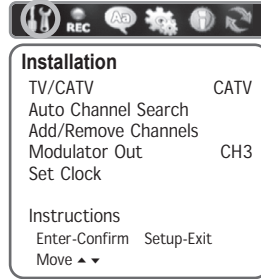 REC Aa i
Installation
TV/CATV CATV
Auto Channel Search
Add/Remove Channels
Modulator Out CH3
Set Clock
Instructions
Enter-Confirm Setup-Exit
Move ▲ ▼